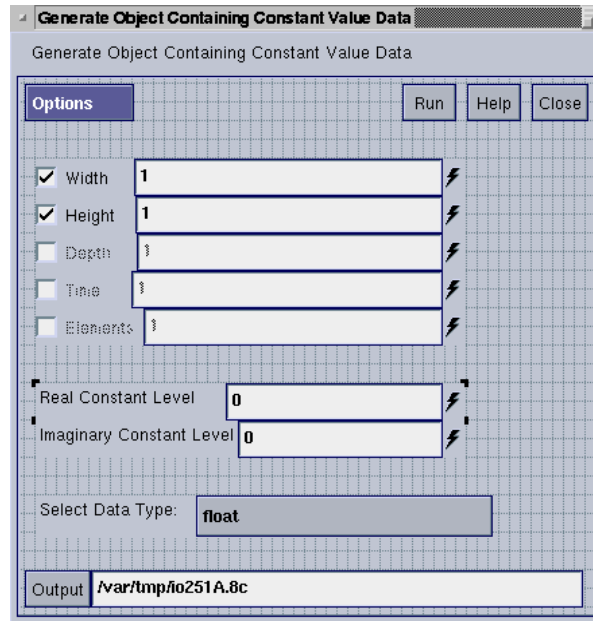 Generate Object Containing Constant Value Data
Generate Object Containing Constant Value Data
Options Run Help Close
Width 1
Height 1
Depth 1
Time 1
Elements 1
Real Constant Level 0
Imaginary Constant Level 0
Select Data Type: float
Output /var/tmp/io251A.8c